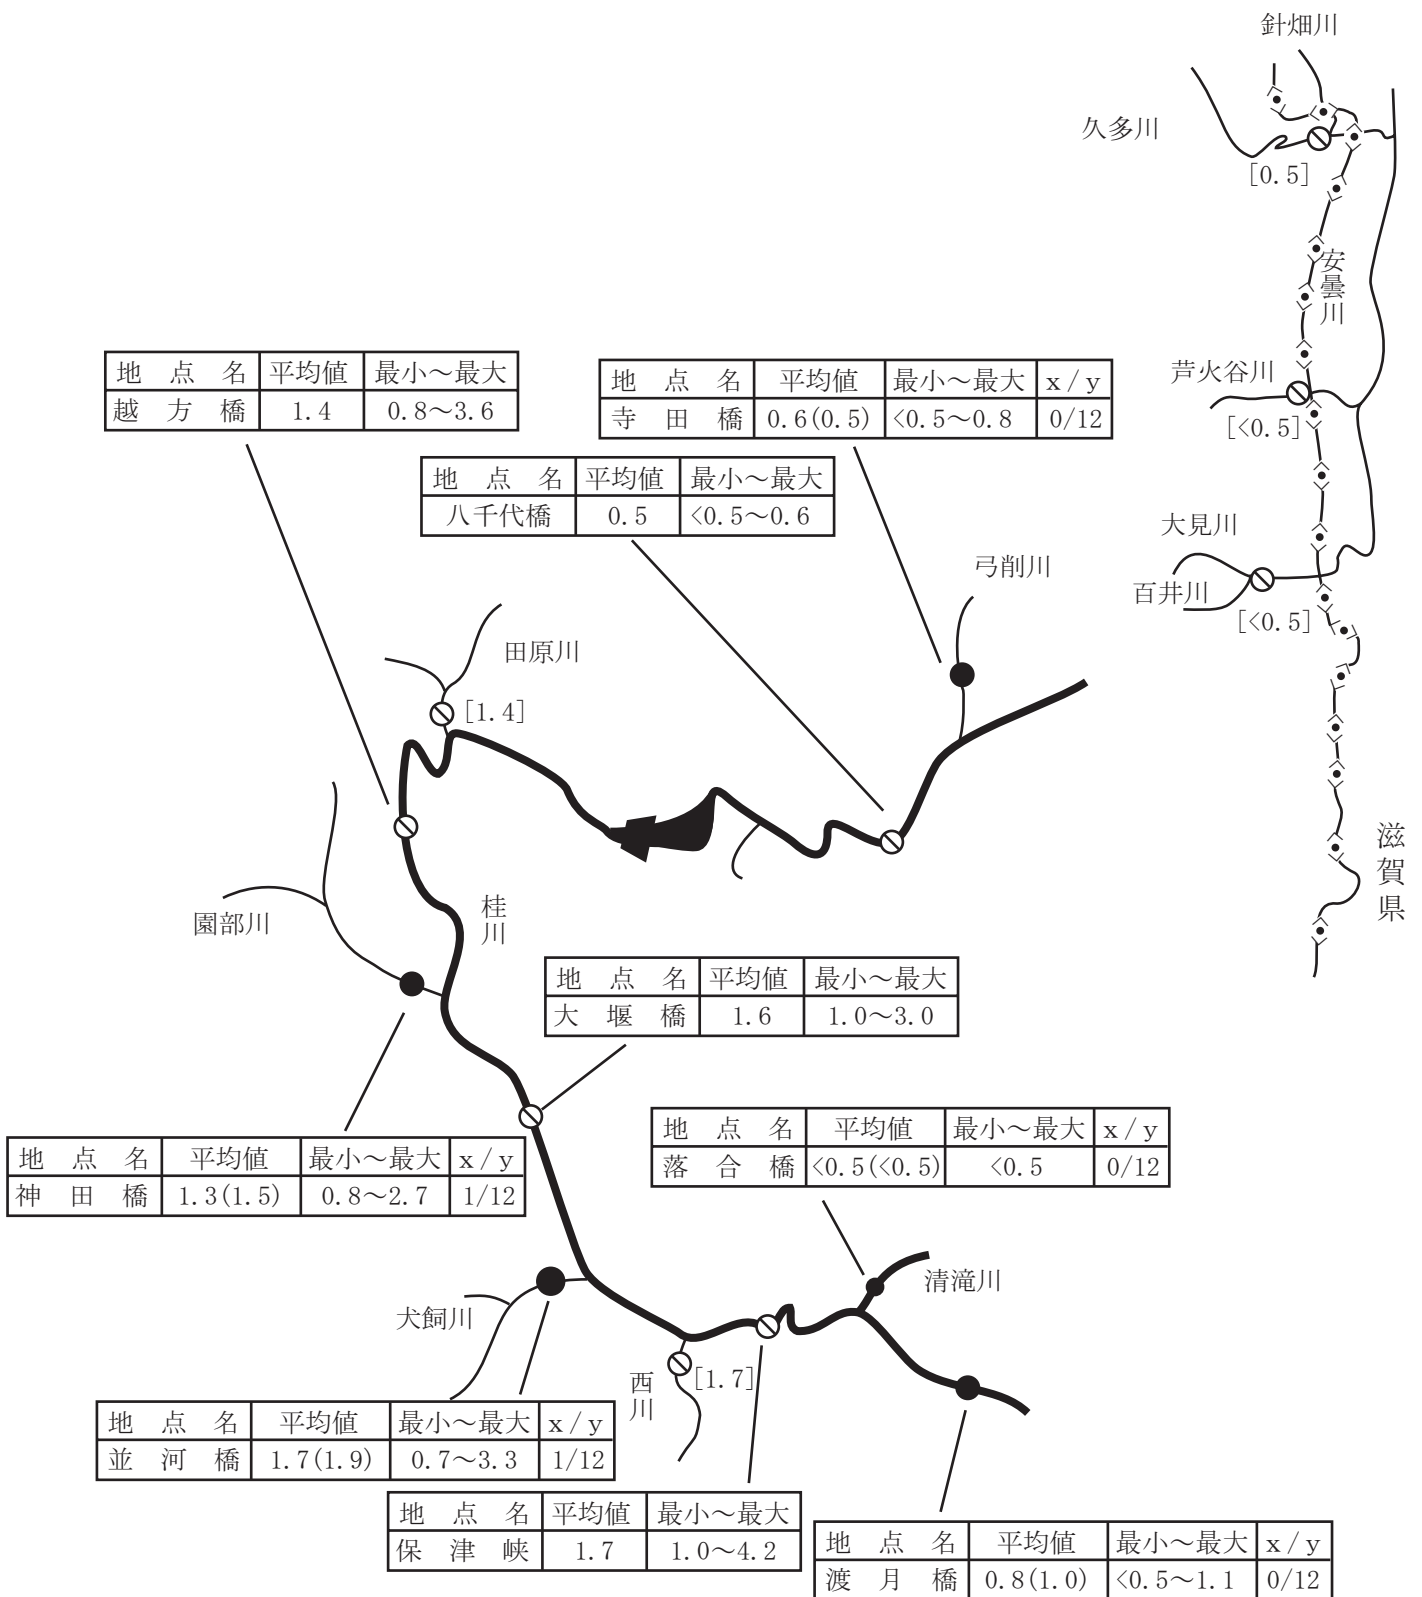 針畑川
久多川
[0.5]
安曇川
芦火谷川
[<0.5]
大見川
百井川
[<0.5]
滋賀県
地点名 平均値 最小～最大
越方橋 1.4 0.8～3.6
地点名 平均値 最小～最大 x/y
寺田橋 0.6(0.5) <0.5～0.8 0/12
地点名 平均値 最小～最大
八千代橋 0.5 <0.5～0.6
弓削川
田原川
[1.4]
園部川
桂川
地点名 平均値 最小～最大
大堰橋 1.6 1.0～3.0
地点名 平均値 最小～最大 x/y
神田橋 1.3(1.5) 0.8～2.7 1/12
地点名 平均値 最小～最大 x/y
落合橋 <0.5(<0.5) <0.5 0/12
清滝川
犬飼川
西川
[1.7]
地点名 平均値 最小～最大 x/y
並河橋 1.7(1.9) 0.7～3.3 1/12
地点名 平均値 最小～最大
保津峡 1.7 1.0～4.2
地点名 平均値 最小～最大 x/y
渡月橋 0.8(1.0) <0.5～1.1 0/12